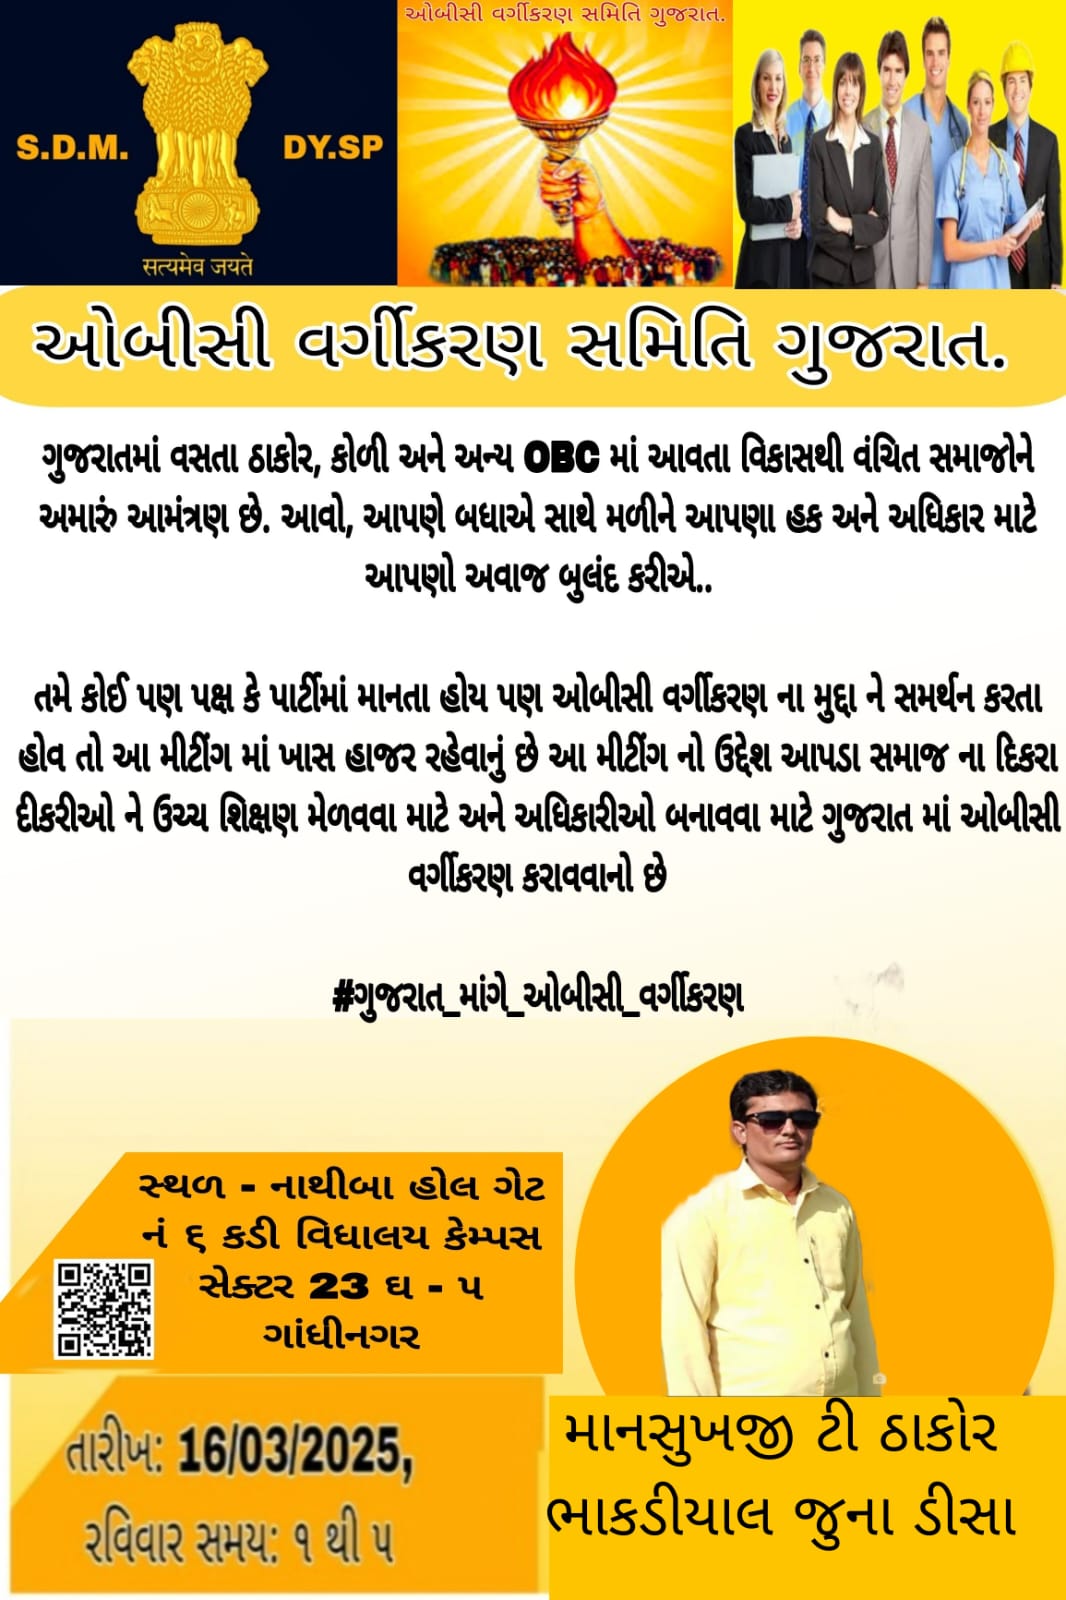 ઓબીસી વર્ગીકરણ સમિતિ ગુજરાત.
S.D.M.
DY.SP
सत्यमेव जयते
ઓબીસી વર્ગીકરણ સમિતિ ગુજરાત.
ગુજરાતમાં વસતા ઠાકોર, કોળી અને અન્ય OBC માં આવતા વિકાસથી વંચિત સમાજોને
અમારું આમંત્રણ છે. આવો, આપણે બધાએ સાથે મળીને આપણા હક અને અધિકાર માટે
આપણો અવાજ બુલંદ કરીએ..
તમે કોઈ પણ પક્ષ કે પાર્ટીમાં માનતા હોય પણ ઓબીસી વર્ગીકરણ ના મુદ્દા ને સમર્થન કરતા
હોવ તો આ મીટીંગ માં ખાસ હાજર રહેવાનું છે આ મીટીંગ નો ઉદ્દેશ આપડા સમાજ ના દિકરા
દીકરીઓ ને ઉચ્ચ શિક્ષણ મેળવવા માટે અને અધિકારીઓ બનાવવા માટે ગુજરાત માં ઓબીસી
વર્ગીકરણ કરાવવાનો છે
#ગુજરાત_માંગે_ઓબીસી_વર્ગીકરણ
સ્થળ - નાથીબા હોલ ગેટ
નં ૬ કડી વિધાલય કેમ્પસ
સેક્ટર 23 ઘ - ૫
ગાંધીનગર
તારીખ: 16/03/2025,
રવિવાર સમય: ૧ થી ૫
માનસુખજી ટી ઠાકોર
ભાકડીયાલ જુના ડીસા